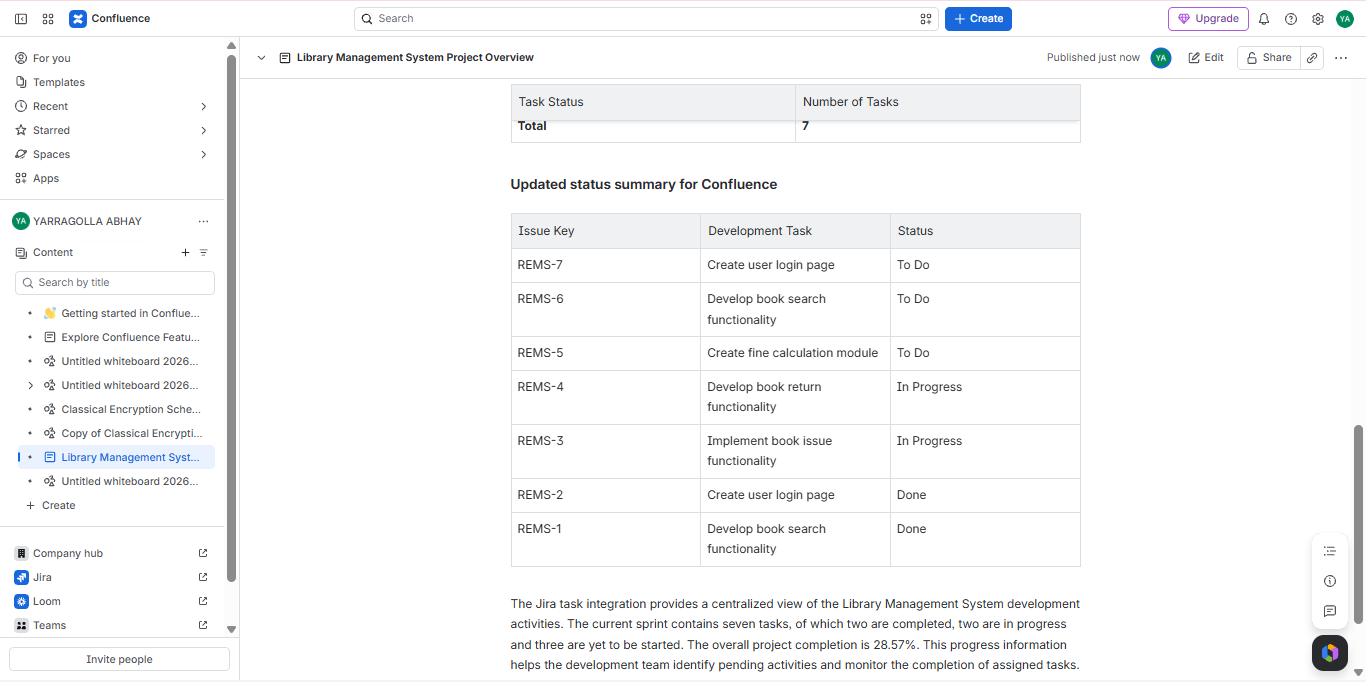 Confluence
Search
Create
Upgrade
YA
For you
Templates
Recent
Starred
Spaces
Apps
YA YARRAGOLLA ABHAY
Content
Search by title
Getting started in Conflue...
Explore Confluence Featu...
Untitled whiteboard 2026...
Untitled whiteboard 2026...
Classical Encryption Sche...
Copy of Classical Encrypti...
Library Management Syst...
Untitled whiteboard 2026...
Create
Company hub
Jira
Loom
Teams
Invite people
Library Management System Project Overview
Published just now YA Edit Share
Task Status Number of Tasks
Total 7
Updated status summary for Confluence
Issue Key Development Task Status
REMS-7 Create user login page To Do
REMS-6 Develop book search To Do
functionality
REMS-5 Create fine calculation module To Do
REMS-4 Develop book return In Progress
functionality
REMS-3 Implement book issue In Progress
functionality
REMS-2 Create user login page Done
REMS-1 Develop book search Done
functionality
The Jira task integration provides a centralized view of the Library Management System development
activities. The current sprint contains seven tasks, of which two are completed, two are in progress
and three are yet to be started. The overall project completion is 28.57%. This progress information
helps the development team identify pending activities and monitor the completion of assigned tasks.